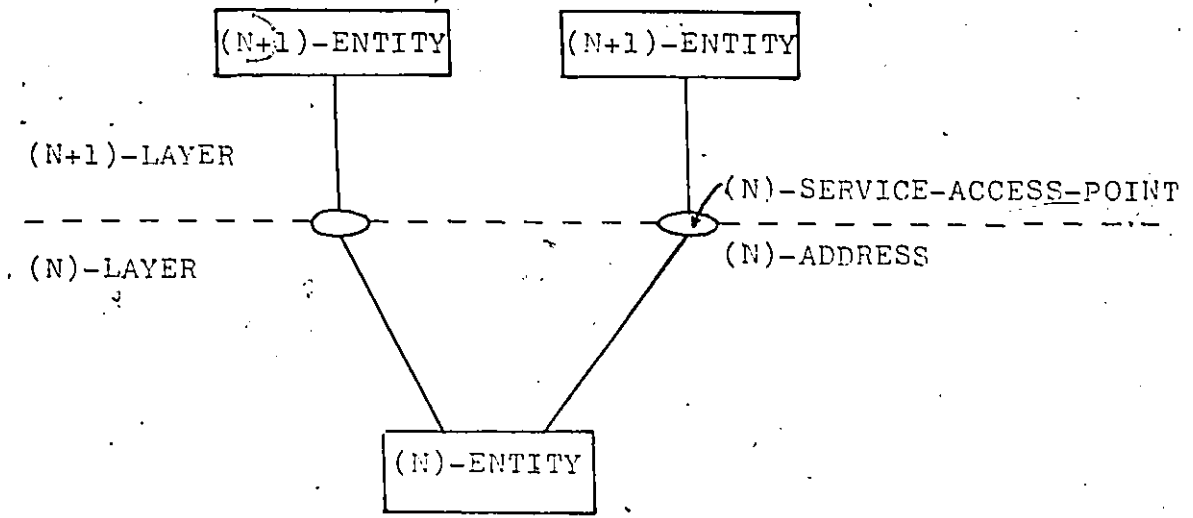 (N+1)-ENTITY
(N+1)-ENTITY
(N+1)-LAYER
(N)-SERVICE-ACCESS-POINT
(N)-LAYER
(N)-ADDRESS
(N)-ENTITY